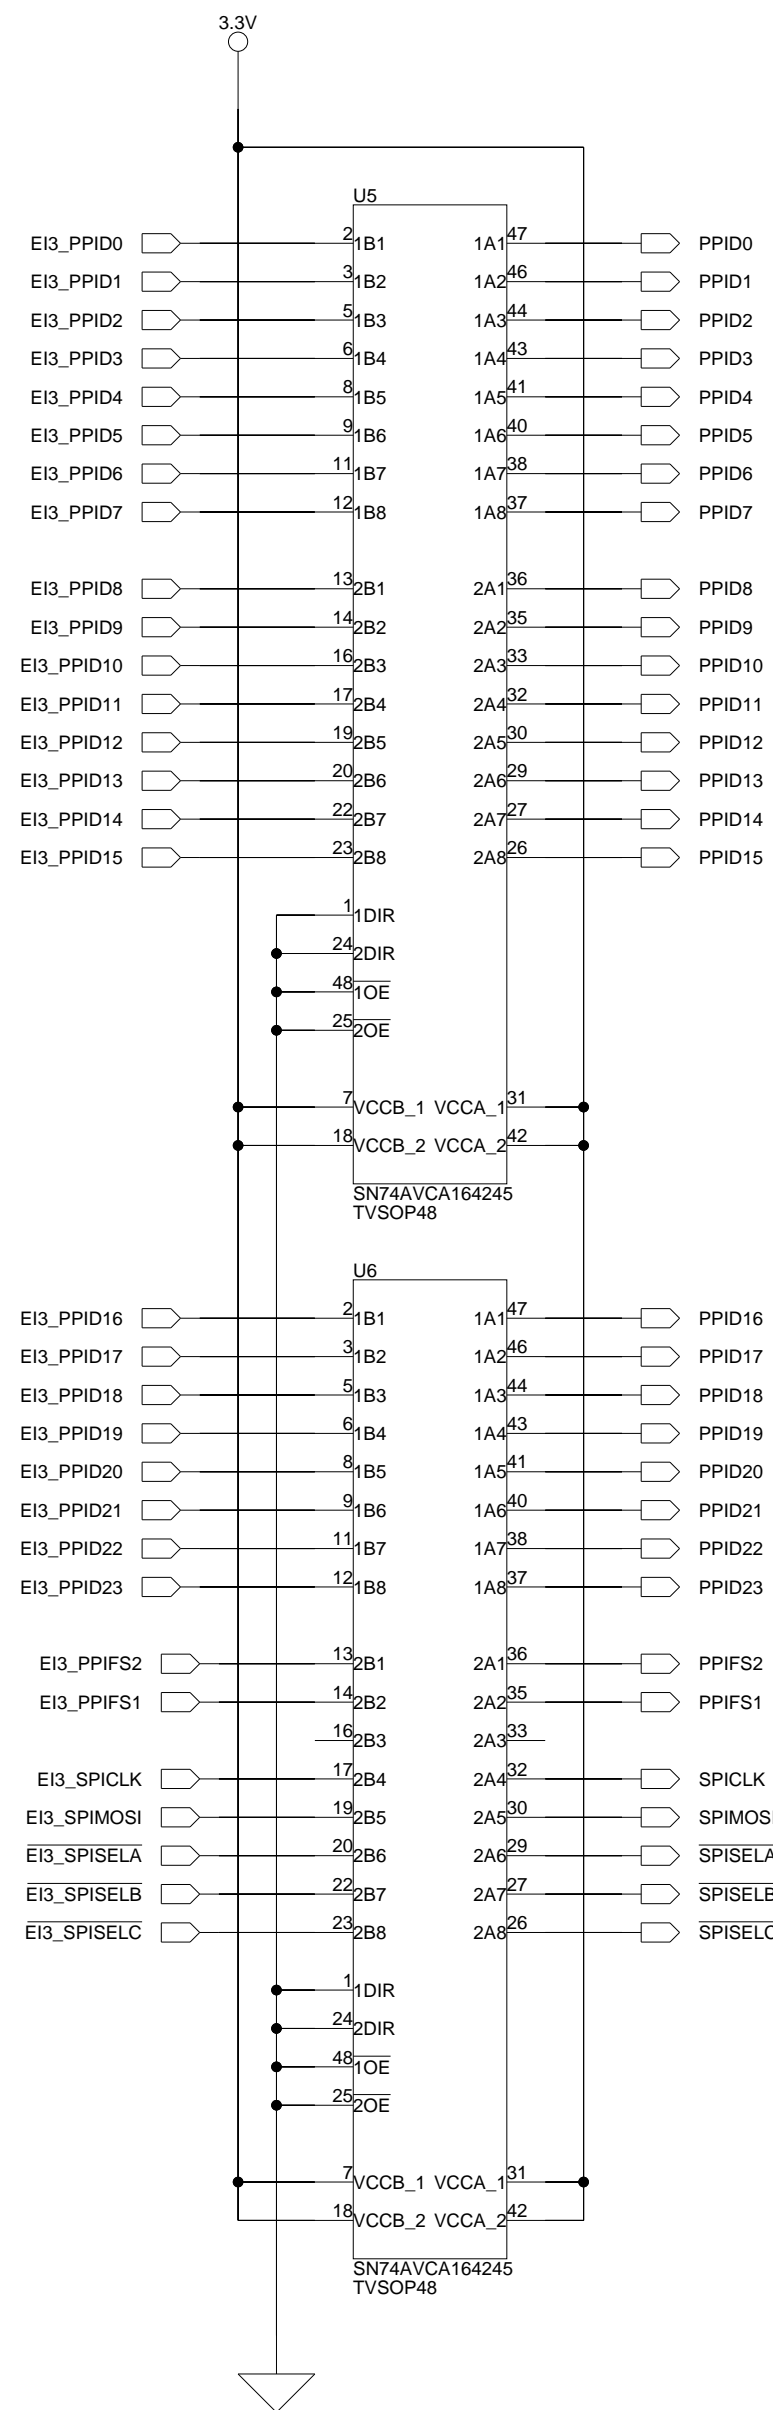 3.3V
U5
EI3_PPID0 2 1B1 1A1 47 PPID0
EI3_PPID1 3 1B2 1A2 46 PPID1
EI3_PPID2 5 1B3 1A3 44 PPID2
EI3_PPID3 6 1B4 1A4 43 PPID3
EI3_PPID4 8 1B5 1A5 41 PPID4
EI3_PPID5 9 1B6 1A6 40 PPID5
EI3_PPID6 11 1B7 1A7 38 PPID6
EI3_PPID7 12 1B8 1A8 37 PPID7
EI3_PPID8 13 2B1 2A1 36 PPID8
EI3_PPID9 14 2B2 2A2 35 PPID9
EI3_PPID10 16 2B3 2A3 33 PPID10
EI3_PPID11 17 2B4 2A4 32 PPID11
EI3_PPID12 19 2B5 2A5 30 PPID12
EI3_PPID13 20 2B6 2A6 29 PPID13
EI3_PPID14 22 2B7 2A7 27 PPID14
EI3_PPID15 23 2B8 2A8 26 PPID15
1 1DIR
24 2DIR
48 1OE
25 2OE
7 VCCB_1 VCCA_1 31
18 VCCB_2 VCCA_2 42
SN74AVCA164245
TVSOP48
U6
EI3_PPID16 2 1B1 1A1 47 PPID16
EI3_PPID17 3 1B2 1A2 46 PPID17
EI3_PPID18 5 1B3 1A3 44 PPID18
EI3_PPID19 6 1B4 1A4 43 PPID19
EI3_PPID20 8 1B5 1A5 41 PPID20
EI3_PPID21 9 1B6 1A6 40 PPID21
EI3_PPID22 11 1B7 1A7 38 PPID22
EI3_PPID23 12 1B8 1A8 37 PPID23
EI3_PPIFS2 13 2B1 2A1 36 PPIFS2
EI3_PPIFS1 14 2B2 2A2 35 PPIFS1
16 2B3 2A3 33
EI3_SPICLK 17 2B4 2A4 32 SPICLK
EI3_SPIMOSI 19 2B5 2A5 30 SPIMOSI
EI3_SPISELA 20 2B6 2A6 29 SPISELA
EI3_SPISELB 22 2B7 2A7 27 SPISELB
EI3_SPISELC 23 2B8 2A8 26 SPISELC
1 1DIR
24 2DIR
48 1OE
25 2OE
7 VCCB_1 VCCA_1 31
18 VCCB_2 VCCA_2 42
SN74AVCA164245
TVSOP48